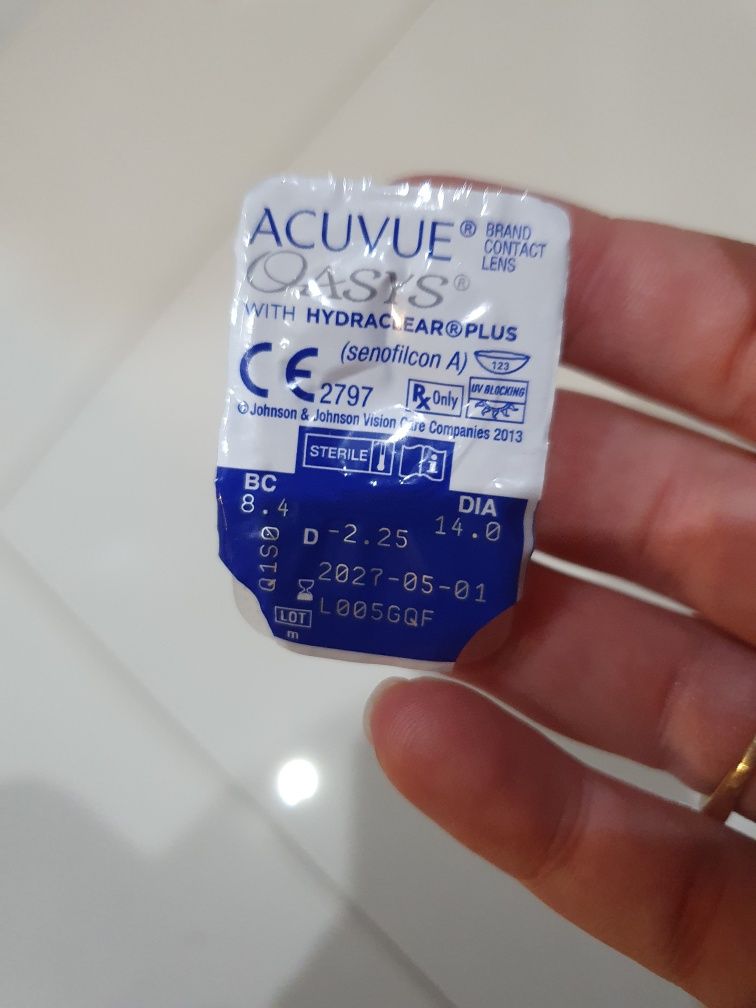 ACUVUE® BRAND CONTACT LENS
OASYS®
WITH HYDRACLEAR® PLUS
(senofilcon A) 123
CE 2797 Rx Only UV BLOCKING
© Johnson & Johnson Vision Care Companies 2013
STERILE i
BC
8.4
DIA
14.0
D -2.25
Q1S0
2027-05-01
LOT L005GQF
m